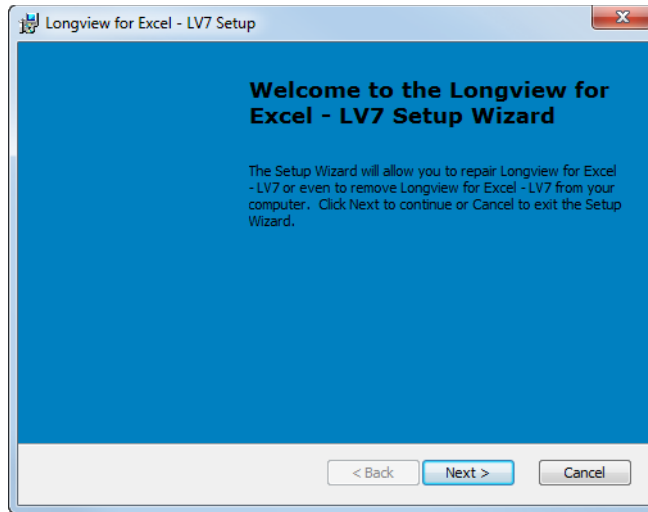 Longview for Excel - LV7 Setup
Welcome to the Longview for
Excel - LV7 Setup Wizard
The Setup Wizard will allow you to repair Longview for Excel
- LV7 or even to remove Longview for Excel - LV7 from your
computer.  Click Next to continue or Cancel to exit the Setup
Wizard.
< Back Next > Cancel